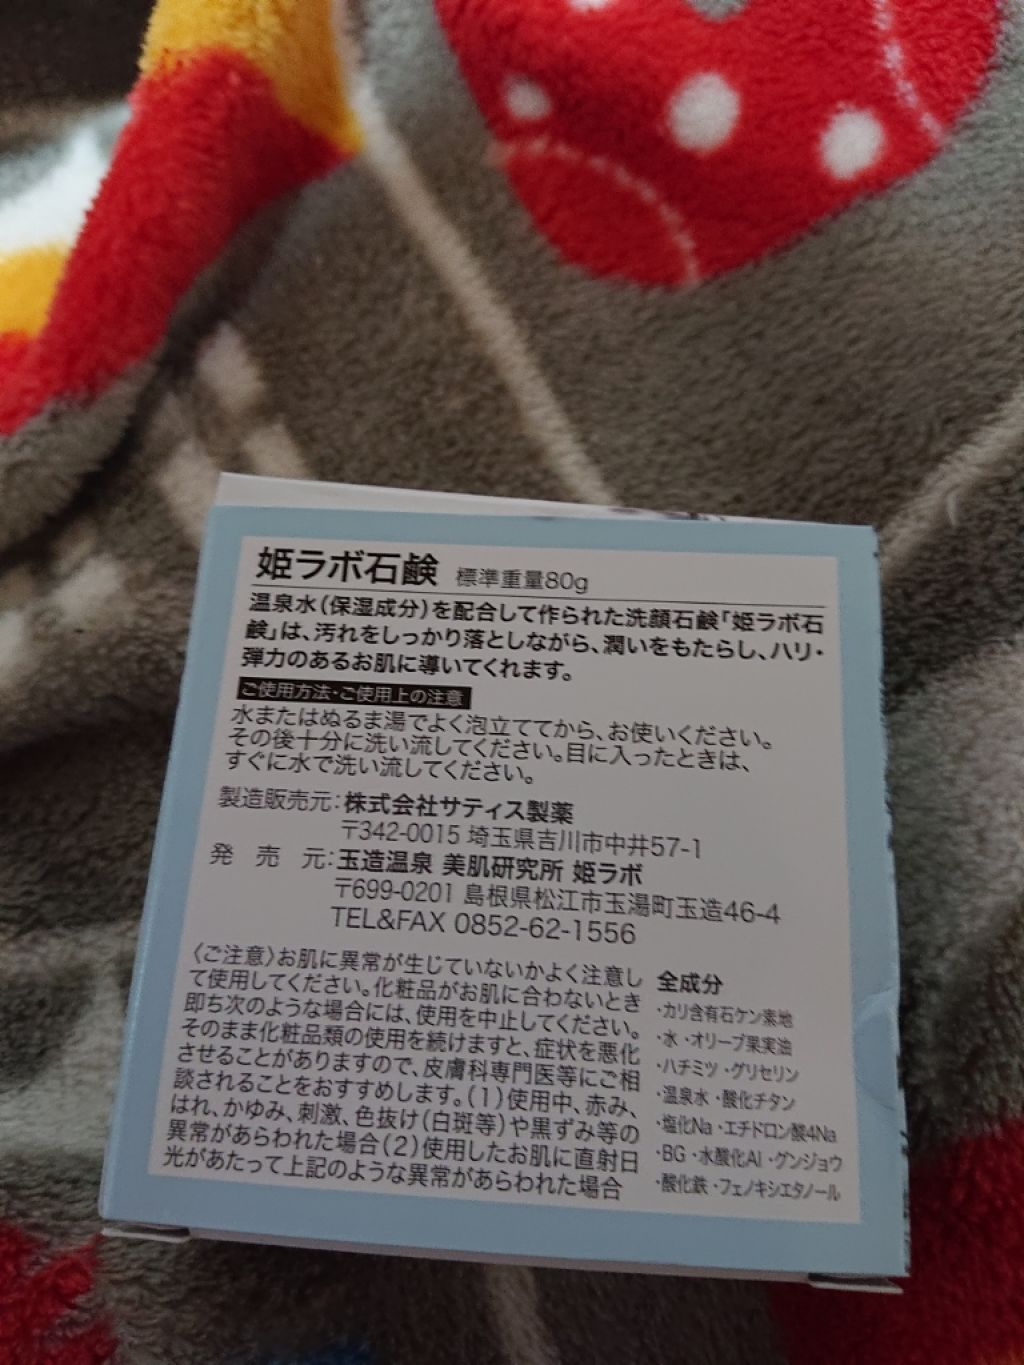 姫ラボ石鹸 標準重量80g
温泉水(保湿成分)を配合して作られた洗顔石鹸「姫ラボ石
鹸」は、汚れをしっかり落としながら、潤いをもたらし、ハリ・
弾力のあるお肌に導いてくれます。
ご使用方法・ご使用上の注意
水またはぬるま湯でよく泡立ててから、お使いください。
その後十分に洗い流してください。目に入ったときは、
すぐに水で洗い流してください。
製造販売元:株式会社サティス製薬
〒342-0015 埼玉県吉川市中井57-1
発売元:玉造温泉 美肌研究所 姫ラボ
〒699-0201 島根県松江市玉湯町玉造46-4
TEL&FAX 0852-62-1556
〈ご注意〉お肌に異常が生じていないかよく注意し
て使用してください。化粧品がお肌に合わないとき
即ち次のような場合には、使用を中止してください。
そのまま化粧品類の使用を続けますと、症状を悪化
させることがありますので、皮膚科専門医等にご相
談されることをおすすめします。(1)使用中、赤み、
はれ、かゆみ、刺激、色抜け(白斑等)や黒ずみ等の
異常があらわれた場合(2)使用したお肌に直射日
光があたって上記のような異常があらわれた場合
全成分
・カリ含有石ケン素地
・水・オリーブ果実油
・ハチミツ・グリセリン
・温泉水・酸化チタン
・塩化Na・エチドロン酸4Na
・BG・水酸化Al・グンジョウ
・酸化鉄・フェノキシエタノール